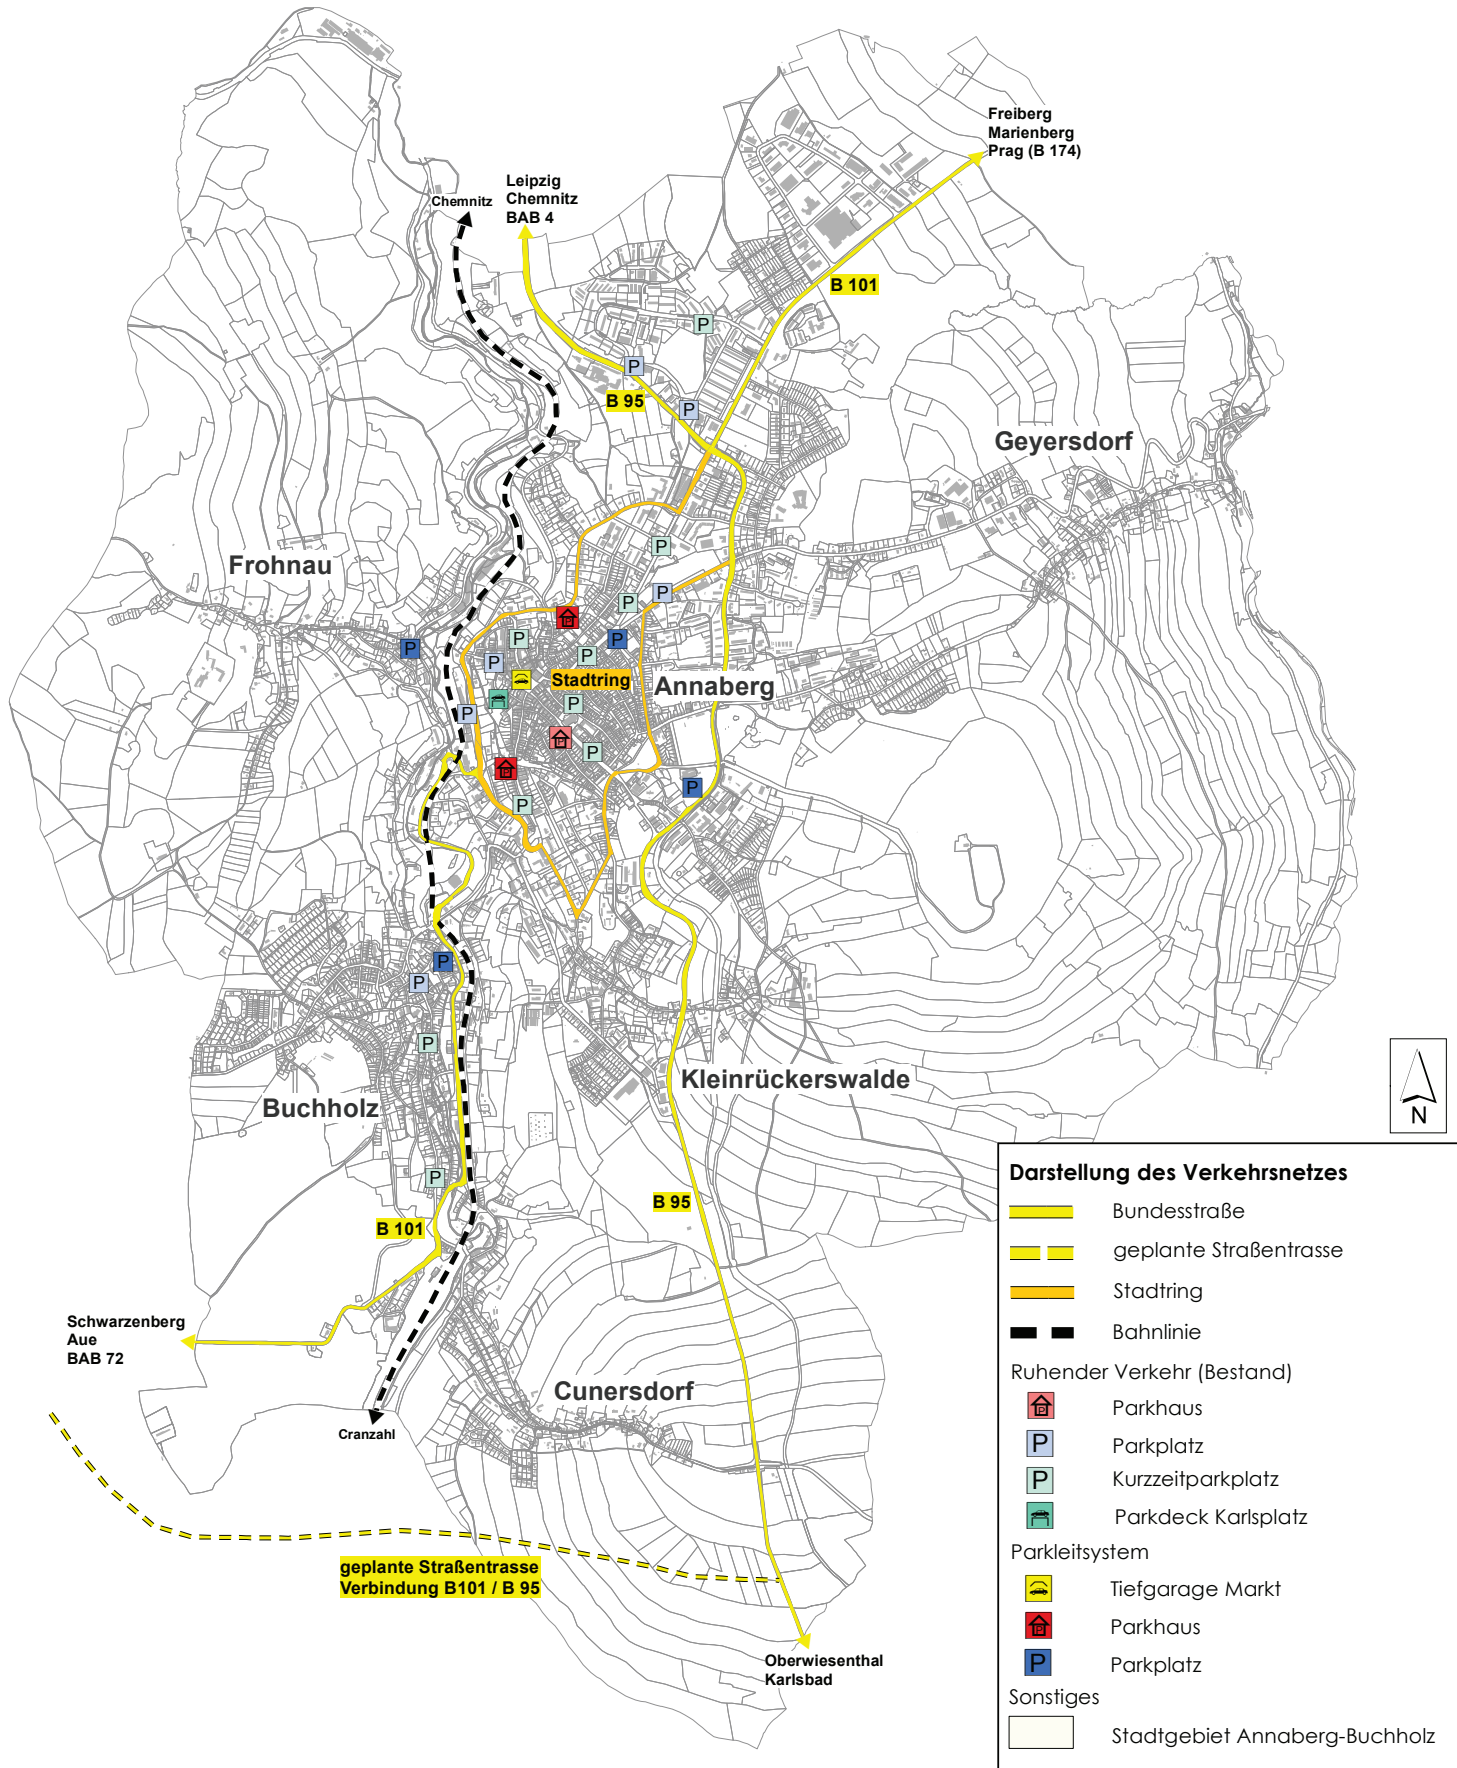 Freiberg
Marienberg
Prag (B 174)
Leipzig
Chemnitz
BAB 4
Chemnitz
B 101
P
P
B 95
P
Geyersdorf
P
Frohnau
P
P
P
P
P
P
P
P
P
Stadtring
Annaberg
P
P
P
P
P
P
P
P
P
P
P
P
Kleinrückerswalde
Buchholz
N
P
B 95
B 101
Schwarzenberg
Aue
BAB 72
Cunersdorf
Cranzahl
geplante Straßentrasse
Verbindung B101 / B 95
Oberwiesenthal
Karlsbad
Darstellung des Verkehrsnetzes
Bundesstraße
geplante Straßentrasse
Stadtring
Bahnlinie
Ruhender Verkehr (Bestand)
P
Parkhaus
P
Parkplatz
P
Kurzzeitparkplatz
Parkdeck Karlsplatz
Parkleitsystem
Tiefgarage Markt
P
Parkhaus
P
Parkplatz
Sonstiges
Stadtgebiet Annaberg-Buchholz